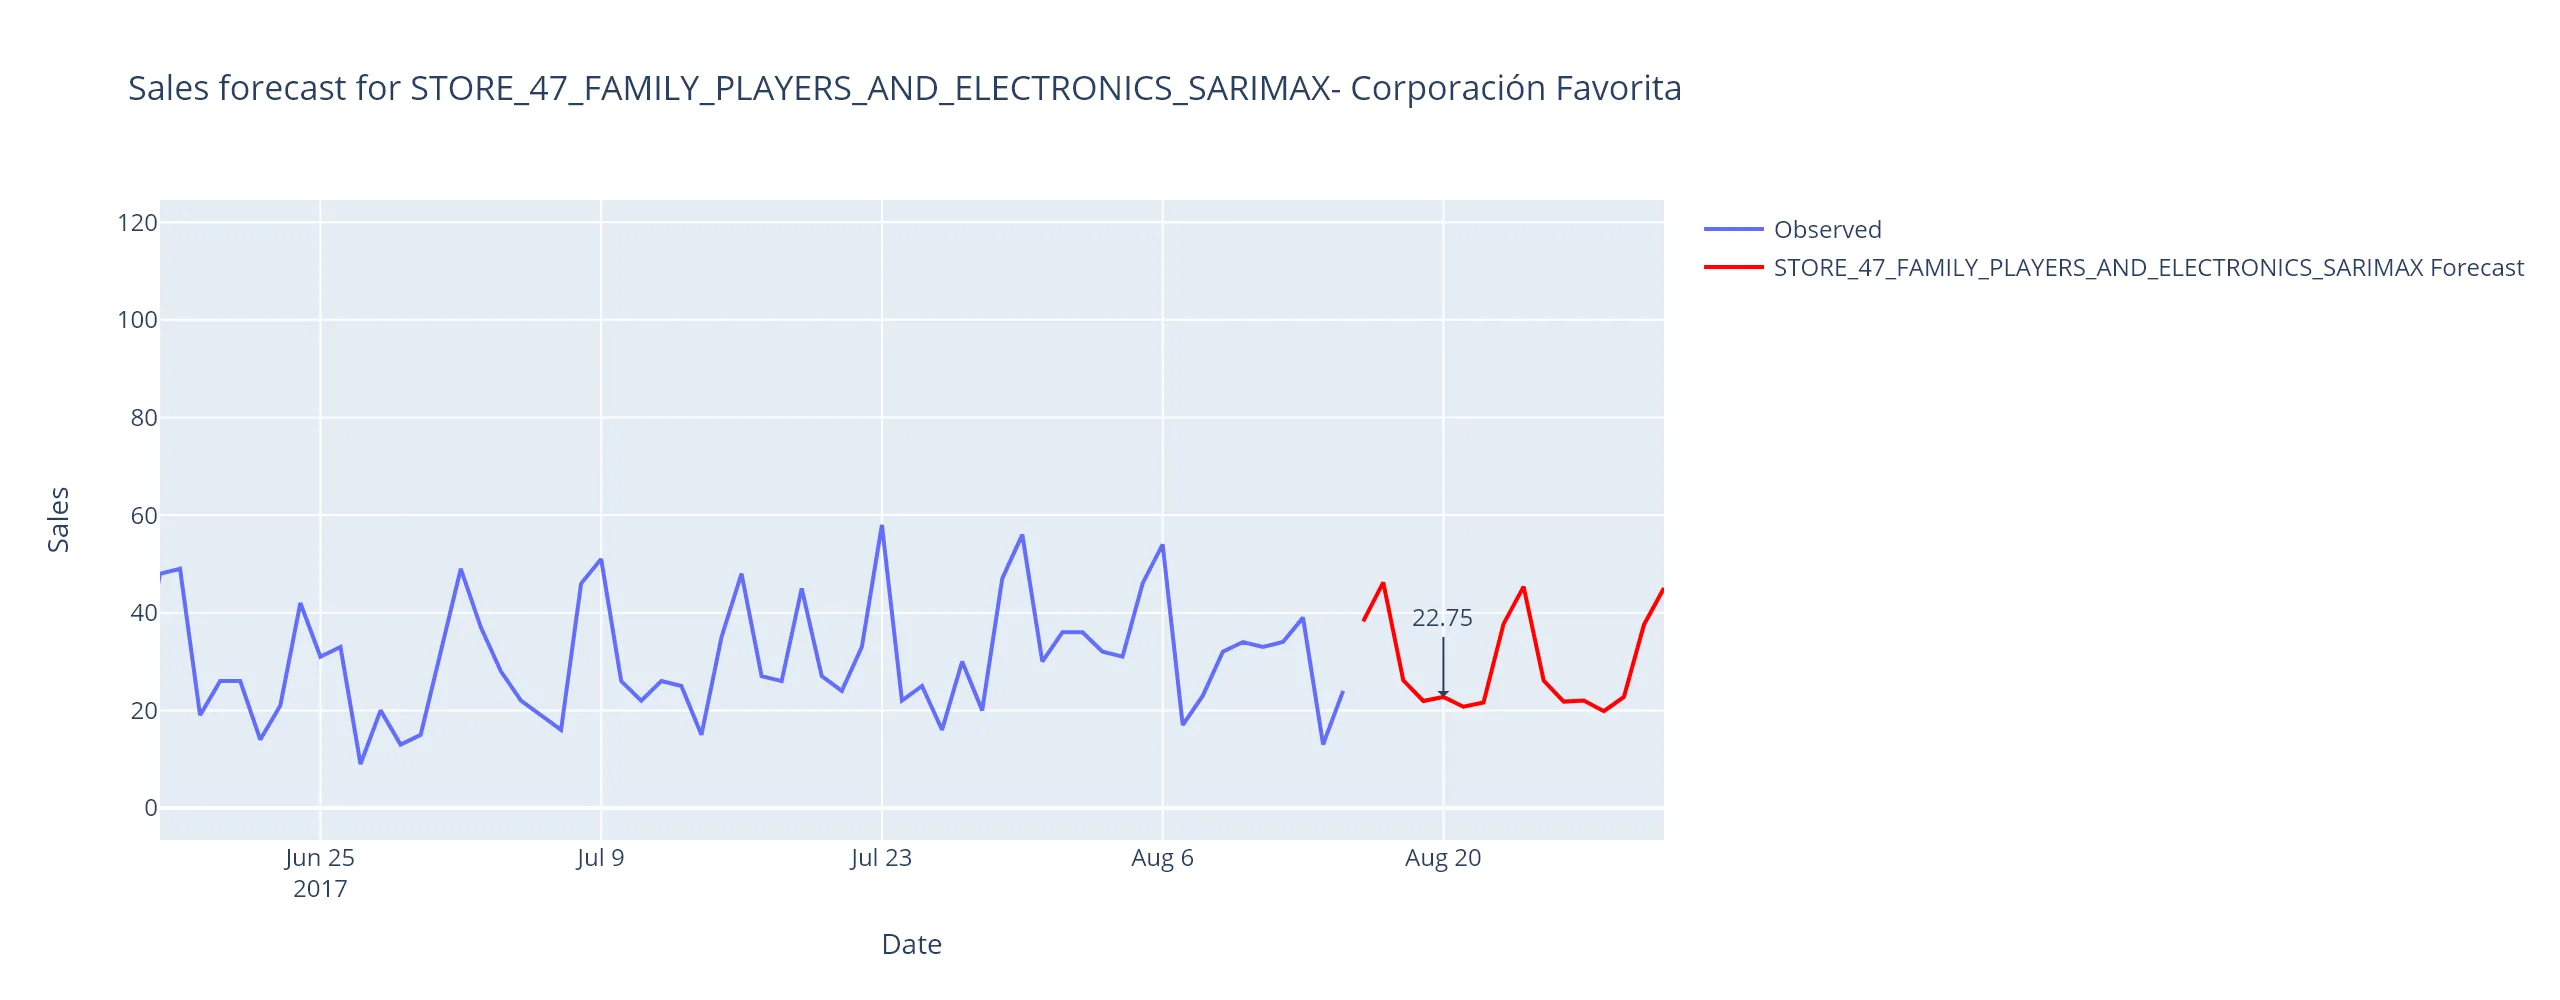 Sales forecast for STORE_47_FAMILY_PLAYERS_AND_ELECTRONICS_SARIMAX- Corporación Favorita
Observed
STORE_47_FAMILY_PLAYERS_AND_ELECTRONICS_SARIMAX Forecast
120
100
80
60
40
20
0
Sales
22.75
Jun 25
2017
Jul 9
Jul 23
Aug 6
Aug 20
Date